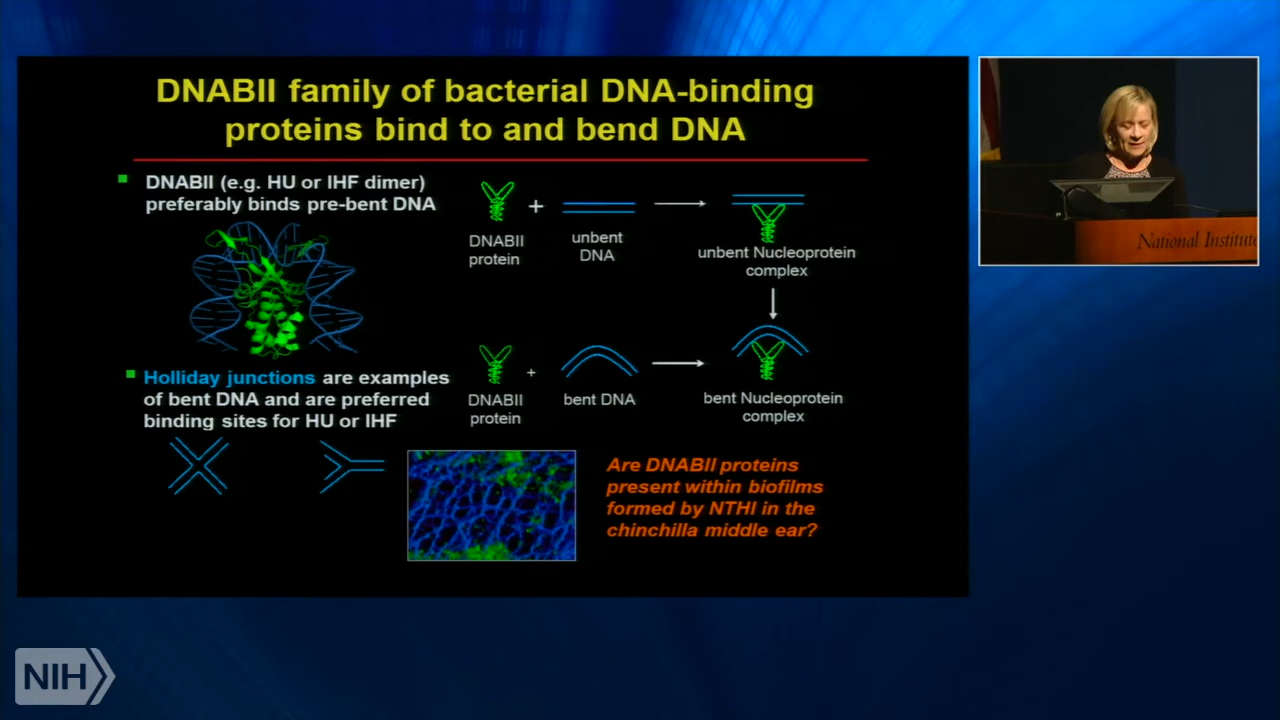 DNABII family of bacterial DNA-binding
proteins bind to and bend DNA
DNABII (e.g. HU or IHF dimer)
preferably binds pre-bent DNA
DNABII
protein
+
unbent
DNA
unbent Nucleoprotein
complex
Holliday junctions are examples
of bent DNA and are preferred
binding sites for HU or IHF
DNABII
protein
+
bent DNA
bent Nucleoprotein
complex
Are DNABII proteins
present within biofilms
formed by NTHI in the
chinchilla middle ear?
National Institute
NIH